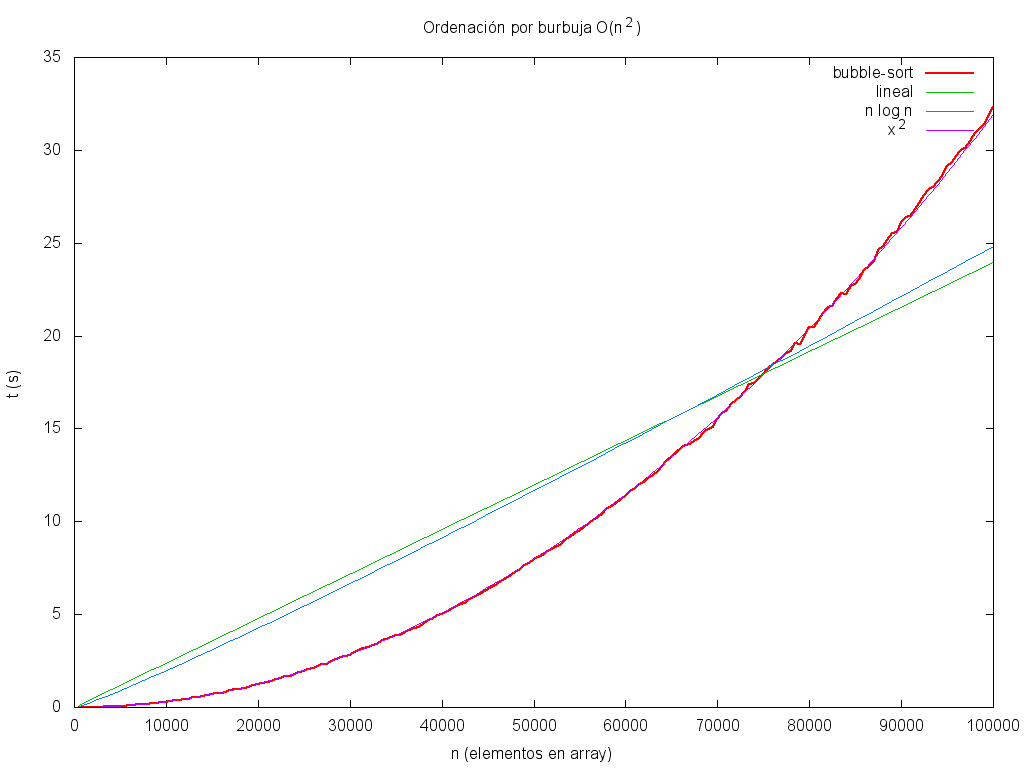 Ordenación por burbuja O(n²)
35
30
25
20
15
10
5
0
t (s)
bubble-sort
lineal
n log n
x²
0 10000 20000 30000 40000 50000 60000 70000 80000 90000 100000
n (elementos en array)